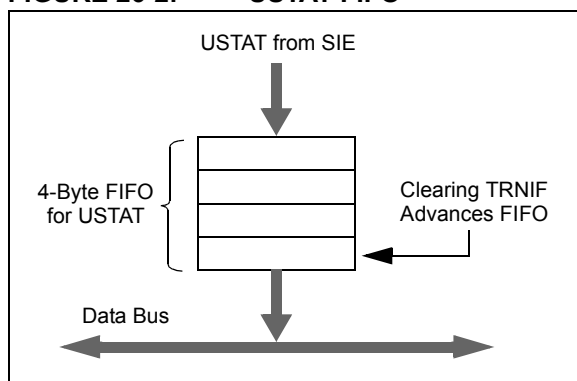 FIGURE 20-2: USTAT FIFO
USTAT from SIE
4-Byte FIFO
for USTAT
Clearing TRNIF
Advances FIFO
Data Bus